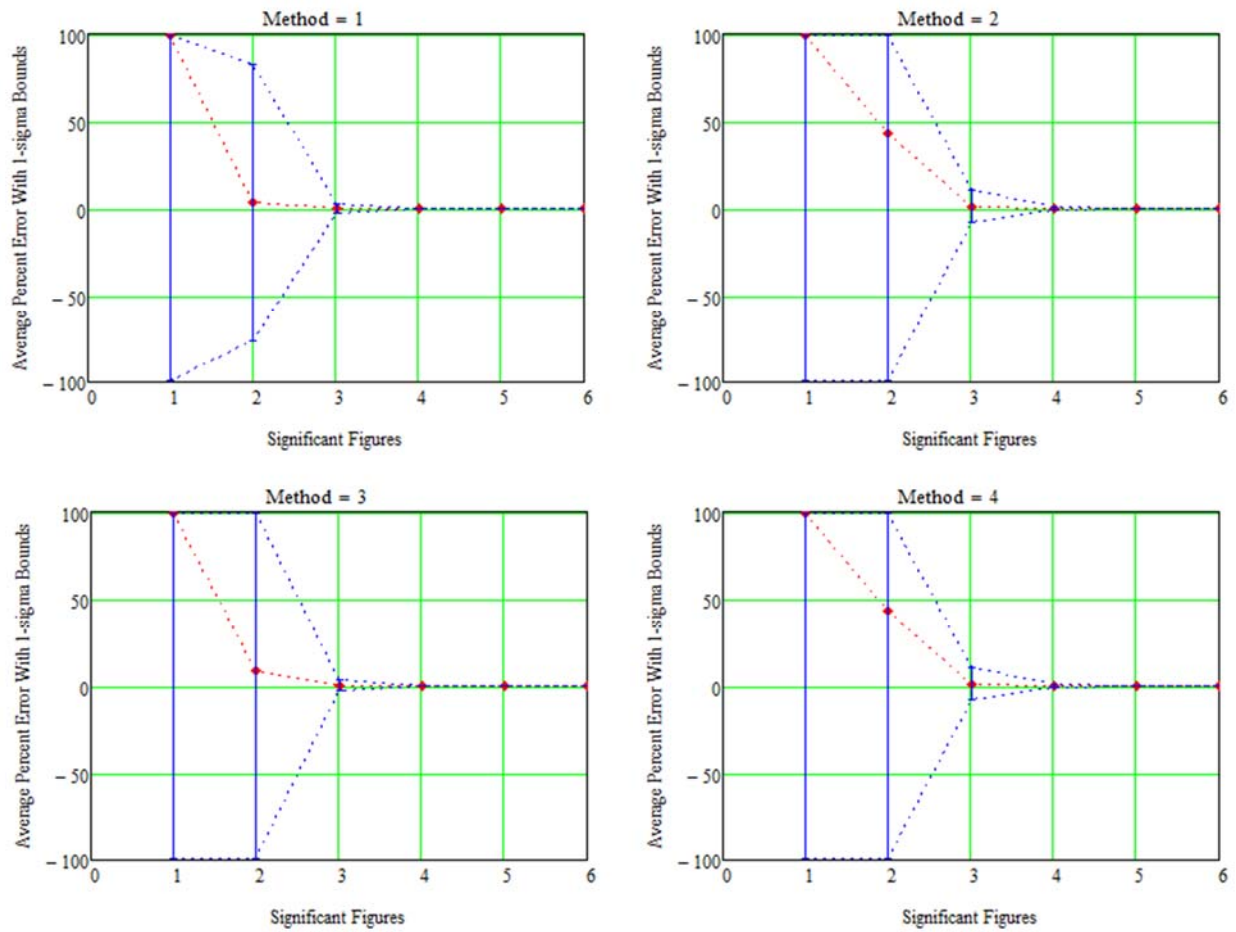 Method = 1
Average Percent Error With 1-sigma Bounds
100
50
0
− 50
− 100
0 1 2 3 4 5 6
Significant Figures
Method = 2
Average Percent Error With 1-sigma Bounds
100
50
0
− 50
− 100
0 1 2 3 4 5 6
Significant Figures
Method = 3
Average Percent Error With 1-sigma Bounds
100
50
0
− 50
− 100
0 1 2 3 4 5 6
Significant Figures
Method = 4
Average Percent Error With 1-sigma Bounds
100
50
0
− 50
− 100
0 1 2 3 4 5 6
Significant Figures